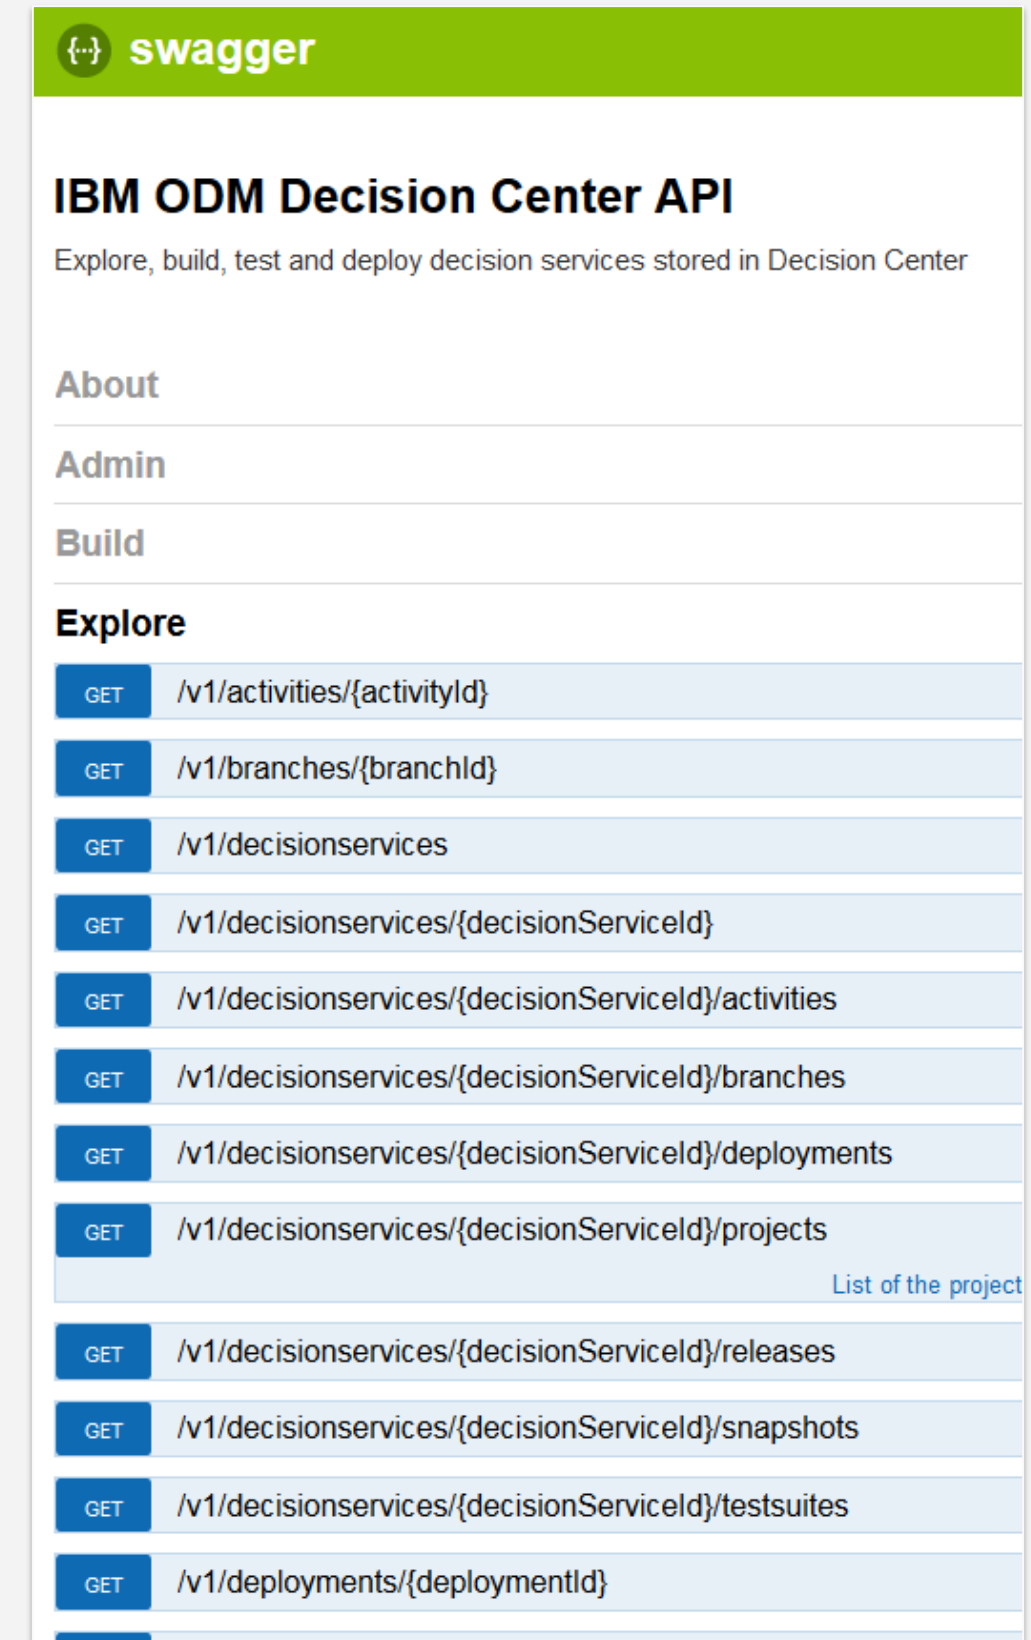 {···} swagger
IBM ODM Decision Center API
Explore, build, test and deploy decision services stored in Decision Center
About
Admin
Build
Explore
GET /v1/activities/{activityId}
GET /v1/branches/{branchId}
GET /v1/decisionservices
GET /v1/decisionservices/{decisionServiceId}
GET /v1/decisionservices/{decisionServiceId}/activities
GET /v1/decisionservices/{decisionServiceId}/branches
GET /v1/decisionservices/{decisionServiceId}/deployments
GET /v1/decisionservices/{decisionServiceId}/projects
List of the project
GET /v1/decisionservices/{decisionServiceId}/releases
GET /v1/decisionservices/{decisionServiceId}/snapshots
GET /v1/decisionservices/{decisionServiceId}/testsuites
GET /v1/deployments/{deploymentId}